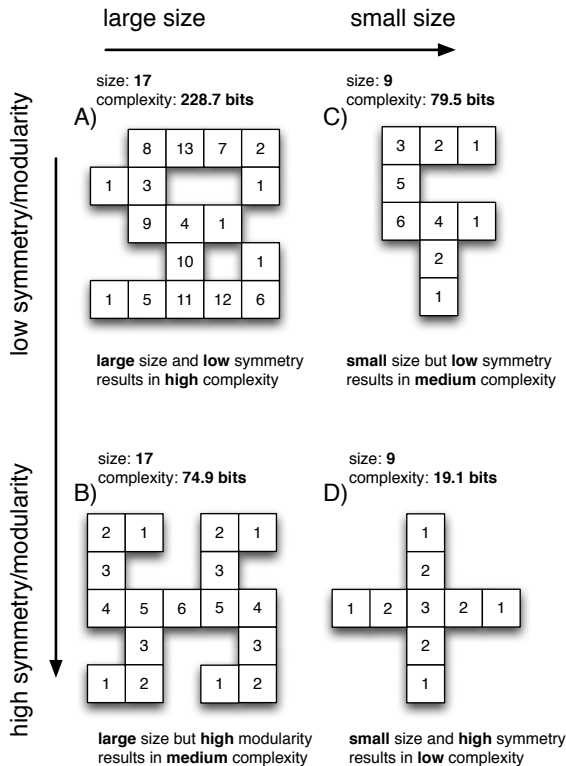 large size
small size
low symmetry/modularity
high symmetry/modularity
size: 17
complexity: 228.7 bits
A)
8 13 7 2
1 3 1
9 4 1
10 1
1 5 11 12 6
large size and low symmetry
results in high complexity
size: 9
complexity: 79.5 bits
C)
3 2 1
5
6 4 1
2
1
small size but low symmetry
results in medium complexity
size: 17
complexity: 74.9 bits
B)
2 1 2 1
3 3
4 5 6 5 4
3 3
1 2 1 2
large size but high modularity
results in medium complexity
size: 9
complexity: 19.1 bits
D)
1
2
1 2 3 2 1
2
1
small size and high symmetry
results in low complexity